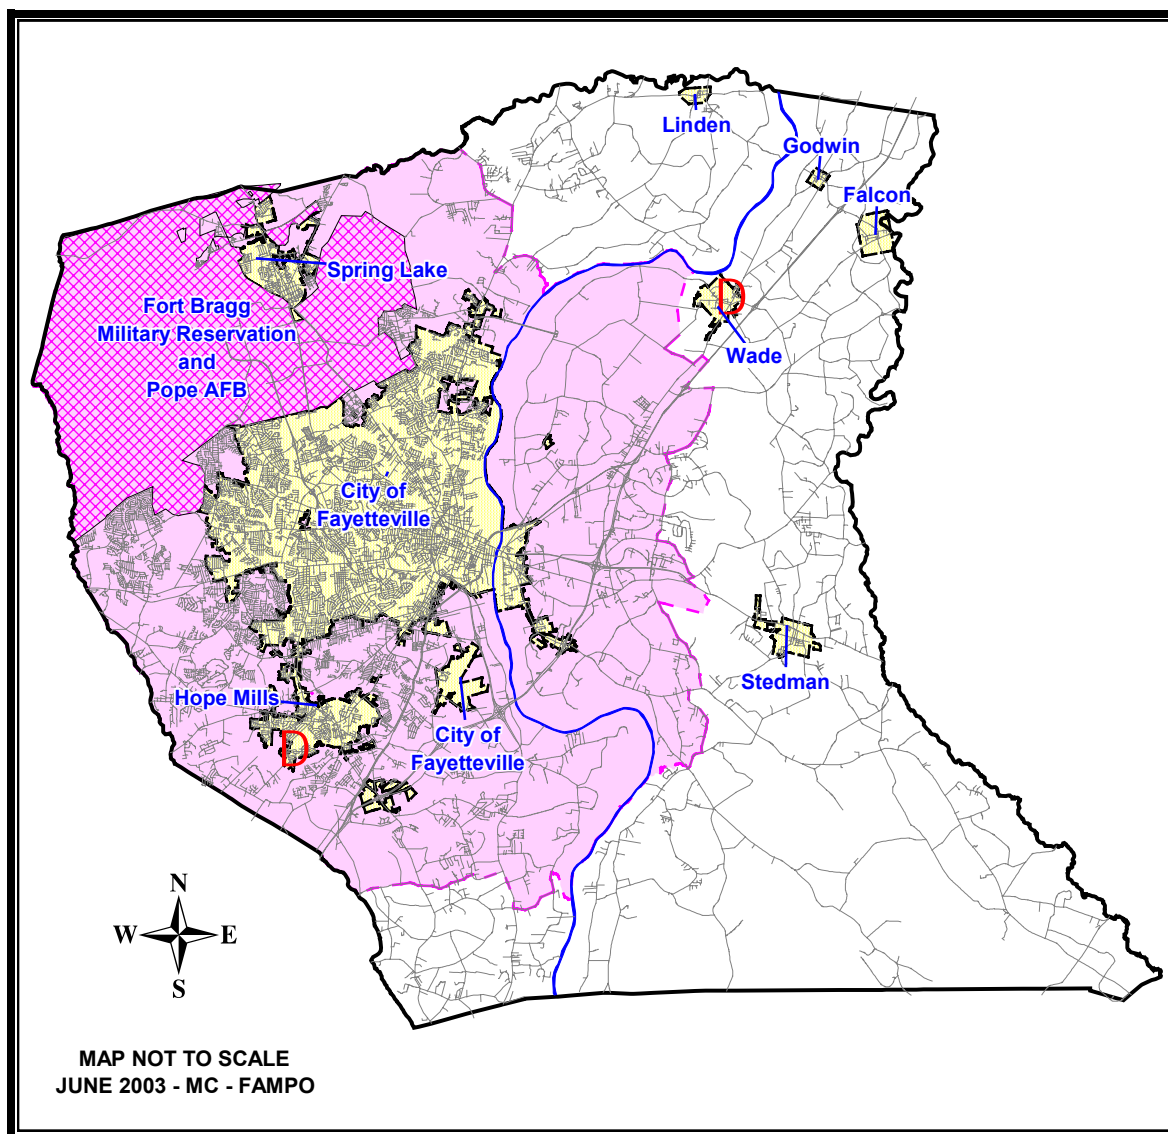 Linden
Godwin
Falcon
Spring Lake
Fort Bragg
Military Reservation
and
Pope AFB
D
Wade
City of
Fayetteville
Stedman
Hope Mills
D
City of
Fayetteville
N
W
E
S
MAP NOT TO SCALE
JUNE 2003 - MC - FAMPO